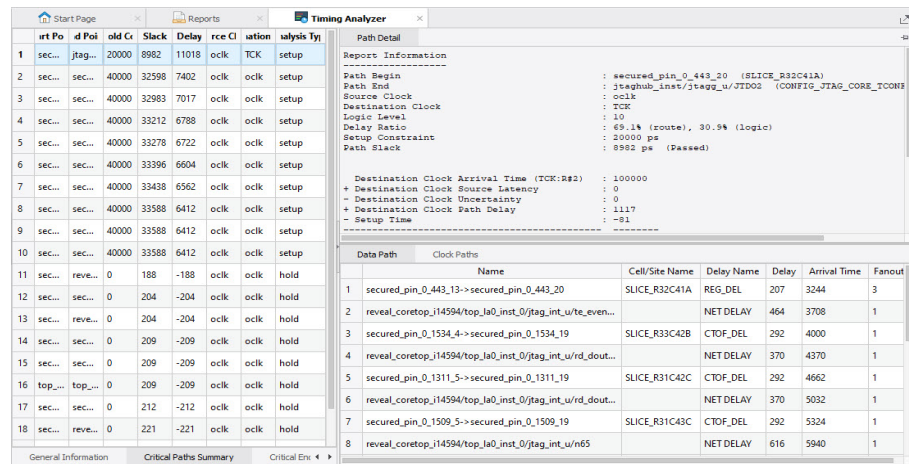 Start Page
Reports
Timing Analyzer
ırt Po d Poi old Cc Slack Delay rce Cl ıation ıalysis Tyı
1 sec... jtag... 20000 8982 11018 oclk TCK setup
2 sec... sec... 40000 32598 7402 oclk oclk setup
3 sec... sec... 40000 32983 7017 oclk oclk setup
4 sec... sec... 40000 33212 6788 oclk oclk setup
5 sec... sec... 40000 33278 6722 oclk oclk setup
6 sec... sec... 40000 33396 6604 oclk oclk setup
7 sec... sec... 40000 33438 6562 oclk oclk setup
8 sec... sec... 40000 33588 6412 oclk oclk setup
9 sec... sec... 40000 33588 6412 oclk oclk setup
10 sec... sec... 40000 33588 6412 oclk oclk setup
11 sec... reve... 0 188 -188 oclk oclk hold
12 sec... sec... 0 204 -204 oclk oclk hold
13 sec... reve... 0 204 -204 oclk oclk hold
14 sec... sec... 0 209 -209 oclk oclk hold
15 sec... sec... 0 209 -209 oclk oclk hold
16 top_... top_... 0 209 -209 oclk oclk hold
17 sec... sec... 0 212 -212 oclk oclk hold
18 sec... reve... 0 221 -221 oclk oclk hold
General Information Critical Paths Summary Critical Enc
Path Detail
Report Information
------------------
Path Begin : secured_pin_0_443_20 (SLICE_R32C41A)
Path End : jtaghub_inst/jtagg_u/JTDO2 (CONFIG_JTAG_CORE_TCONF
Source Clock : oclk
Destination Clock : TCK
Logic Level : 10
Delay Ratio : 69.1% (route), 30.9% (logic)
Setup Constraint : 20000 ps
Path Slack : 8982 ps (Passed)
Destination Clock Arrival Time (TCK:R#2) : 100000
+ Destination Clock Source Latency : 0
- Destination Clock Uncertainty : 0
+ Destination Clock Path Delay : 1117
- Setup Time : -81
Data Path Clock Paths
Name Cell/Site Name Delay Name Delay Arrival Time Fanout
1 secured_pin_0_443_13->secured_pin_0_443_20 SLICE_R32C41A REG_DEL 207 3244 3
2 reveal_coretop_i14594/top_la0_inst_0/jtag_int_u/te_even... NET DELAY 464 3708 1
3 secured_pin_0_1534_4->secured_pin_0_1534_19 SLICE_R33C42B CTOF_DEL 292 4000 1
4 reveal_coretop_i14594/top_la0_inst_0/jtag_int_u/rd_dout... NET DELAY 370 4370 1
5 secured_pin_0_1311_5->secured_pin_0_1311_19 SLICE_R31C42C CTOF_DEL 292 4662 1
6 reveal_coretop_i14594/top_la0_inst_0/jtag_int_u/rd_dout... NET DELAY 370 5032 1
7 secured_pin_0_1509_5->secured_pin_0_1509_19 SLICE_R31C43C CTOF_DEL 292 5324 1
8 reveal_coretop_i14594/top_la0_inst_0/jtag_int_u/n65 NET DELAY 616 5940 1